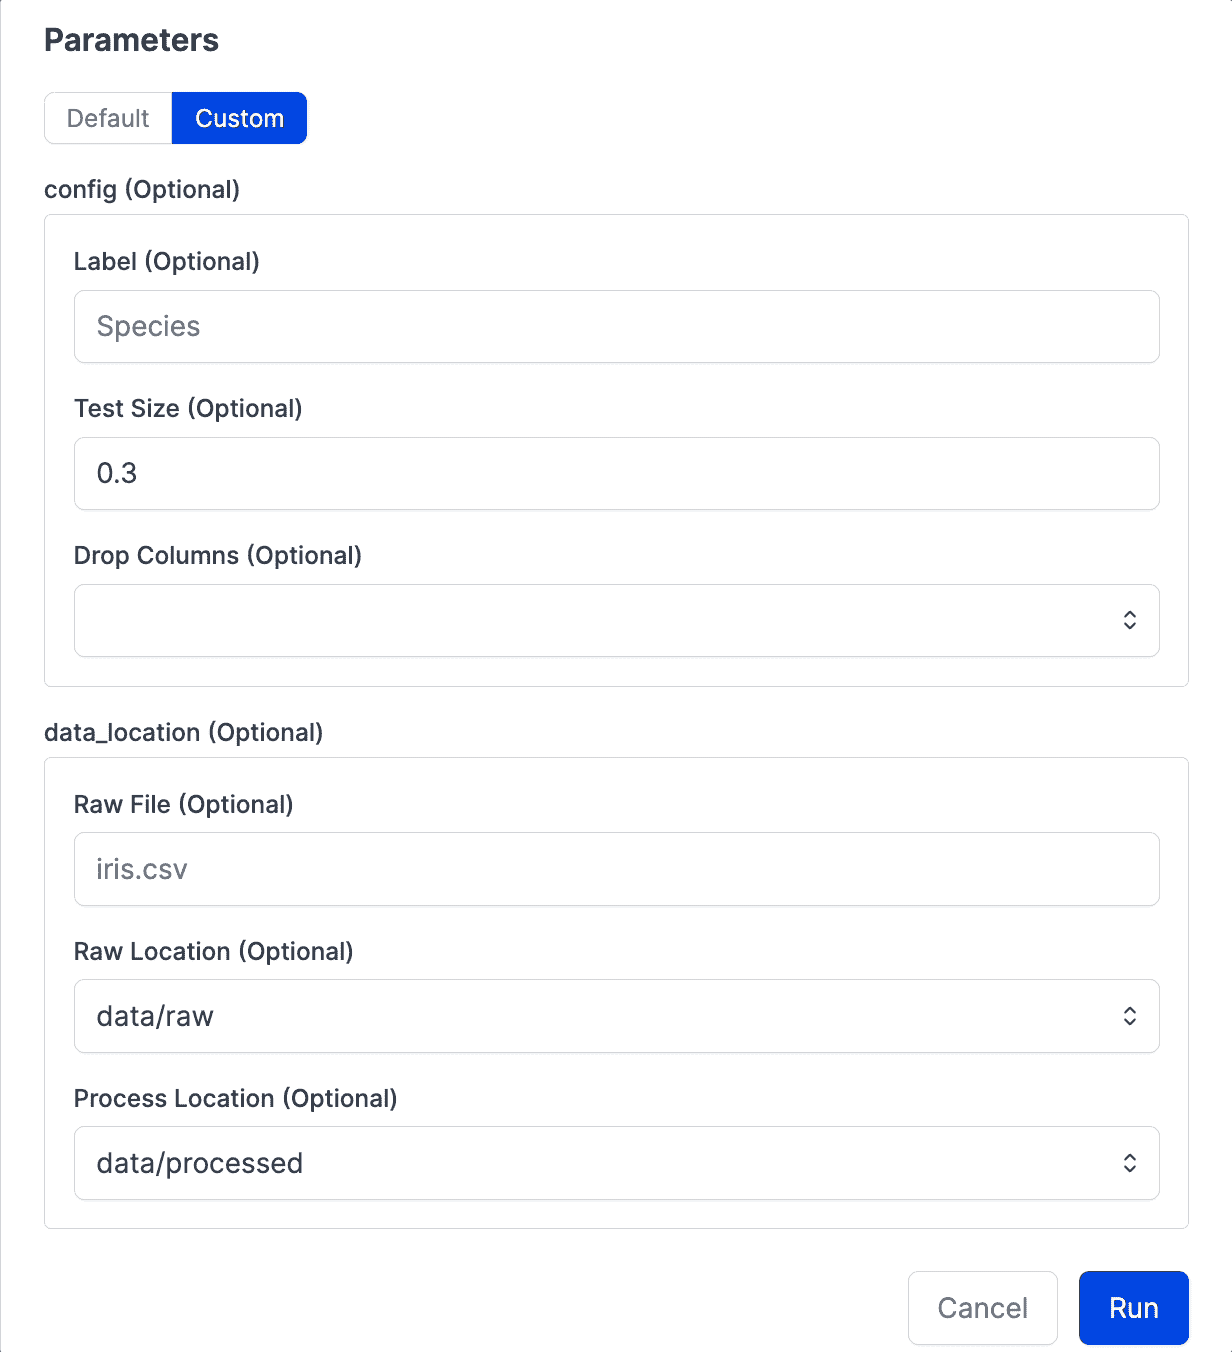 Parameters
Default Custom
config (Optional)
Label (Optional)
Species
Test Size (Optional)
0.3
Drop Columns (Optional)
data_location (Optional)
Raw File (Optional)
iris.csv
Raw Location (Optional)
data/raw
Process Location (Optional)
data/processed
Cancel Run